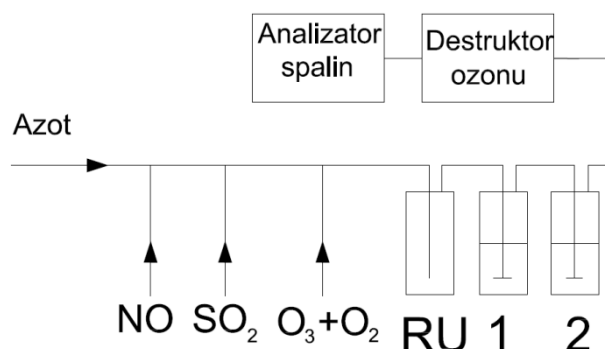 Analizator
spalin
Destruktor
ozonu
Azot
NO SO₂ O₃+O₂ RU 1 2